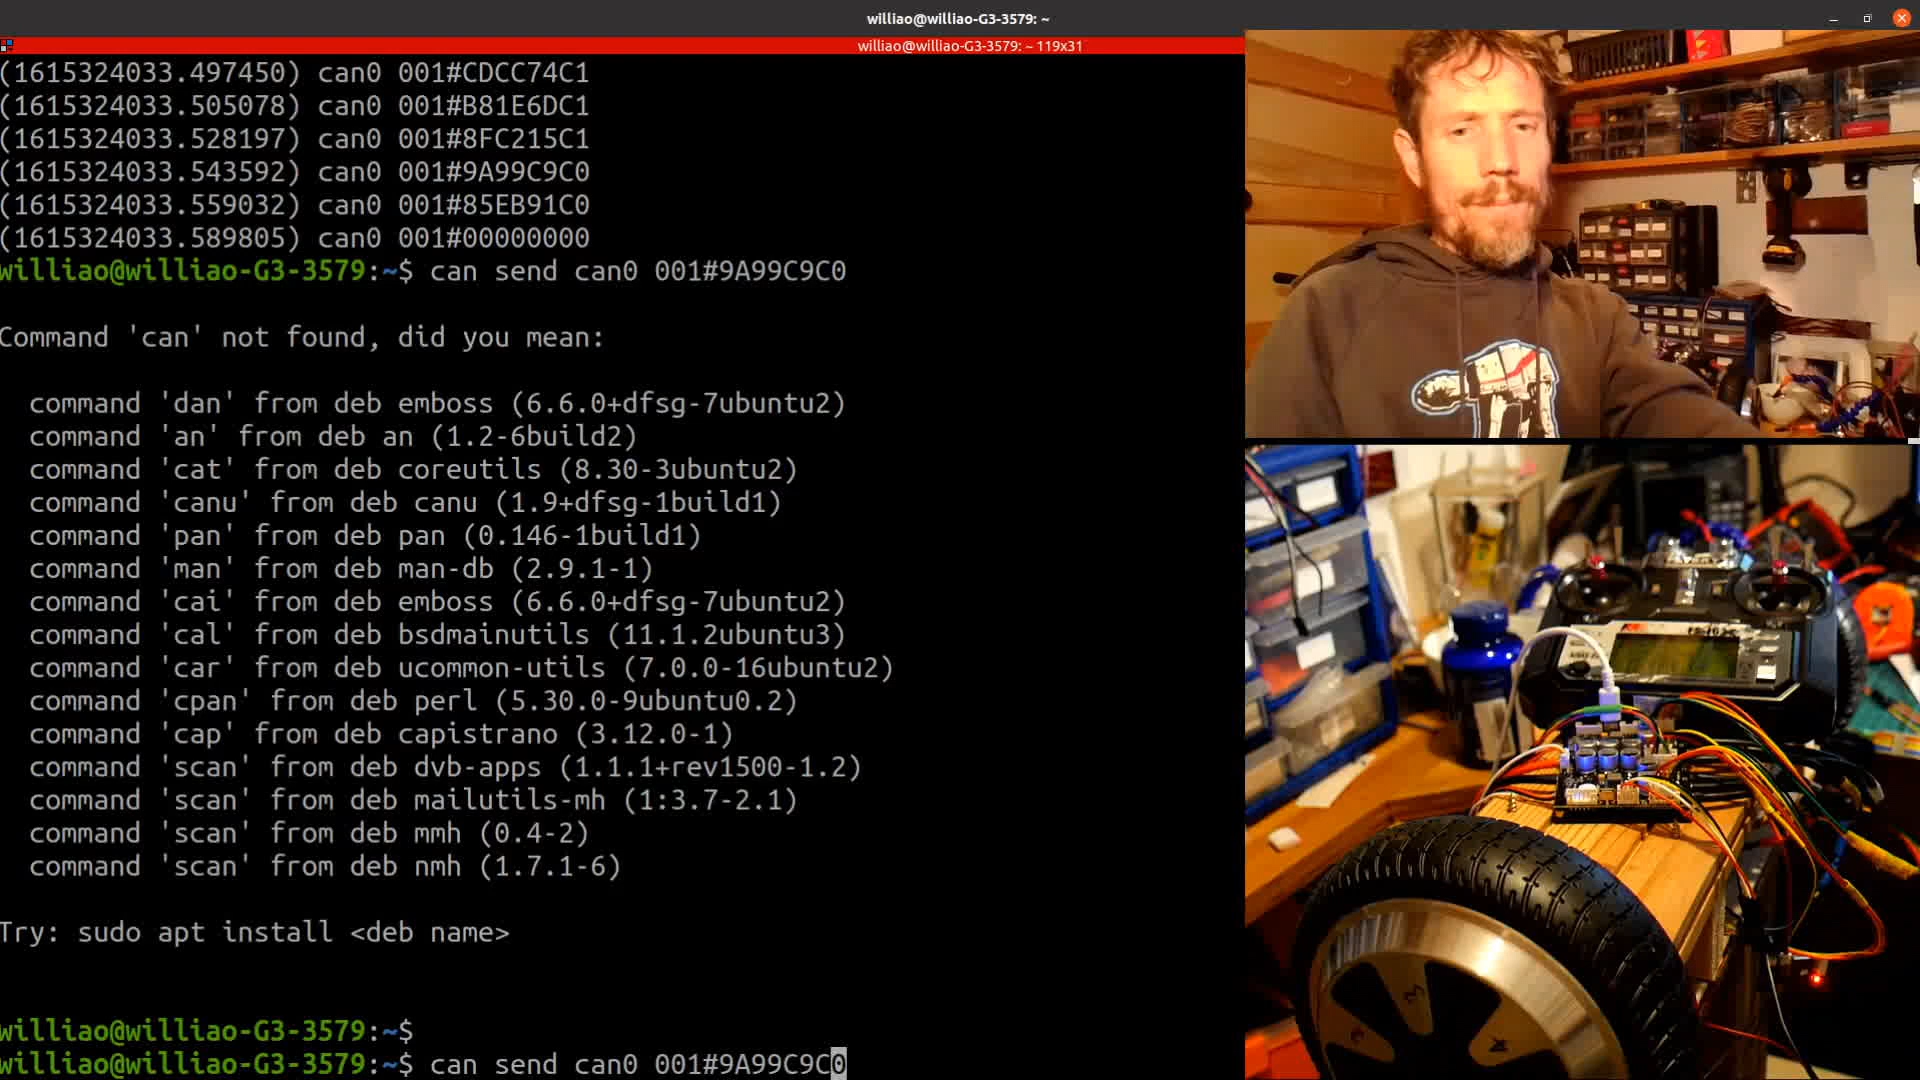 williao@williao-G3-3579: ~
williao@williao-G3-3579: ~ 119x31
(1615324033.497450) can0 001#CDCC74C1
(1615324033.505078) can0 001#B81E6DC1
(1615324033.528197) can0 001#8FC215C1
(1615324033.543592) can0 001#9A99C9C0
(1615324033.559032) can0 001#85EB91C0
(1615324033.589805) can0 001#00000000
williao@williao-G3-3579:~$ can send can0 001#9A99C9C0
Command 'can' not found, did you mean:
command 'dan' from deb emboss (6.6.0+dfsg-7ubuntu2)
command 'an' from deb an (1.2-6build2)
command 'cat' from deb coreutils (8.30-3ubuntu2)
command 'canu' from deb canu (1.9+dfsg-1build1)
command 'pan' from deb pan (0.146-1build1)
command 'man' from deb man-db (2.9.1-1)
command 'cai' from deb emboss (6.6.0+dfsg-7ubuntu2)
command 'cal' from deb bsdmainutils (11.1.2ubuntu3)
command 'car' from deb ucommon-utils (7.0.0-16ubuntu2)
command 'cpan' from deb perl (5.30.0-9ubuntu0.2)
command 'cap' from deb capistrano (3.12.0-1)
command 'scan' from deb dvb-apps (1.1.1+rev1500-1.2)
command 'scan' from deb mailutils-mh (1:3.7-2.1)
command 'scan' from deb mmh (0.4-2)
command 'scan' from deb nmh (1.7.1-6)
Try: sudo apt install <deb name>
williao@williao-G3-3579:~$
williao@williao-G3-3579:~$ can send can0 001#9A99C9C0